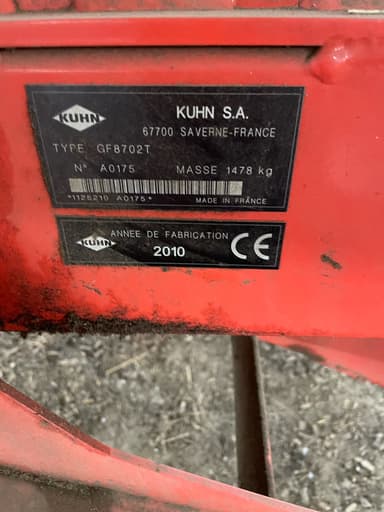 KUHN
KUHN S.A.
67700 SAVERNE-FRANCE
TYPE GF8702T
N° A0175 MASSE 1478 kg
*1126210 A0175*
MADE IN FRANCE
KUHN
ANNEE DE FABRICATION
2010
CE